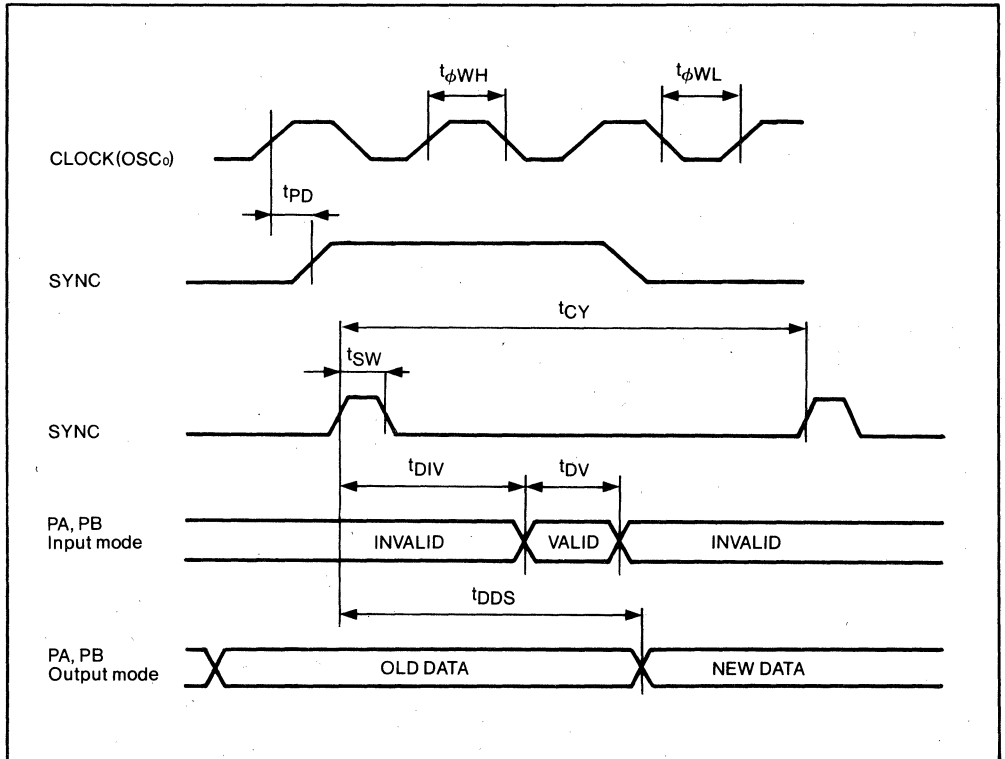 tφWH
tφWL
CLOCK(OSC₀)
tPD
SYNC
tCY
tSW
SYNC
tDIV
tDV
PA, PB
Input mode
INVALID
VALID
INVALID
tDDS
PA, PB
Output mode
OLD DATA
NEW DATA